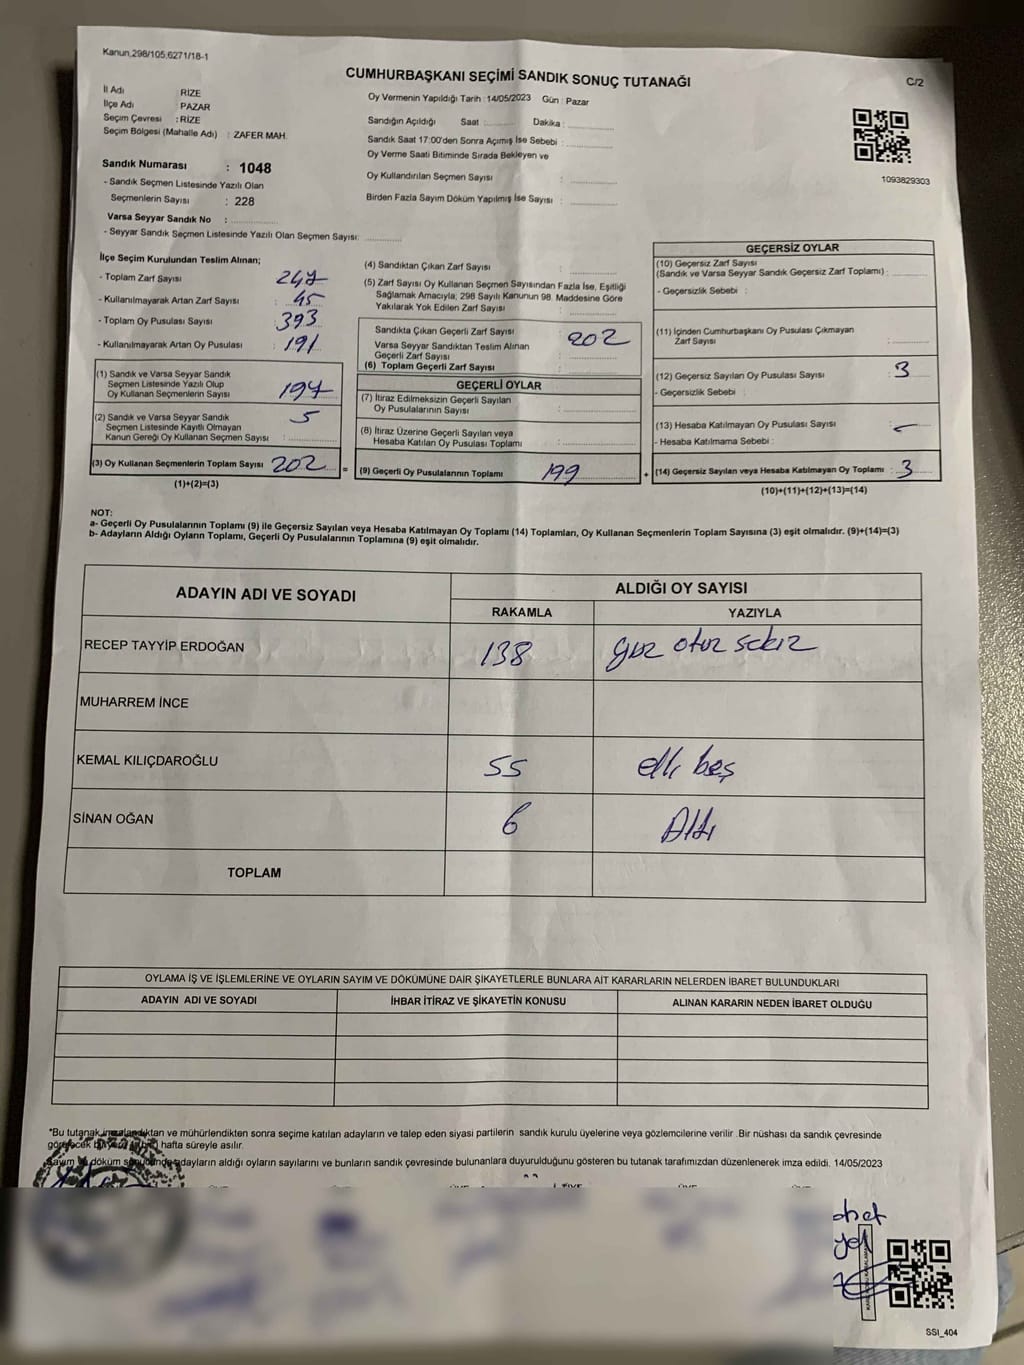 Kanun.298/105.6271/18-1
CUMHURBAŞKANI SEÇİMİ SANDIK SONUÇ TUTANAĞI
C/2
İl Adı : RİZE
İlçe Adı : PAZAR
Seçim Çevresi : RİZE
Seçim Bölgesi (Mahalle Adı) : ZAFER MAH.
Sandık Numarası : 1048
- Sandık Seçmen Listesinde Yazılı Olan
Seçmenlerin Sayısı : 228
Varsa Seyyar Sandık No :
- Seyyar Sandık Seçmen Listesinde Yazılı Olan Seçmen Sayısı:
Oy Vermenin Yapıldığı Tarih : 14/05/2023 Gün : Pazar
Sandığın Açıldığı Saat : Dakika :
Sandık Saat 17:00'den Sonra Açımış İse Sebebi :
Oy Verme Saati Bitiminde Sırada Bekleyen ve
Oy Kullandırılan Seçmen Sayısı :
Birden Fazla Sayım Döküm Yapılmış İse Sayısı :
1093829303
İlçe Seçim Kurulundan Teslim Alınan;
- Toplam Zarf Sayısı : 247
- Kullanılmayarak Artan Zarf Sayısı : 45
- Toplam Oy Pusulası Sayısı : 393
- Kullanılmayarak Artan Oy Pusulası : 191
(1) Sandık ve Varsa Seyyar Sandık
Seçmen Listesinde Yazılı Olup
Oy Kullanan Seçmenlerin Sayısı : 197
(2) Sandık ve Varsa Seyyar Sandık
Seçmen Listesinde Kayıtlı Olmayan
Kanun Gereği Oy Kullanan Seçmen Sayısı : 5
(3) Oy Kullanan Seçmenlerin Toplam Sayısı : 202
(1)+(2)=(3)
(4) Sandıktan Çıkan Zarf Sayısı :
(5) Zarf Sayısı Oy Kullanan Seçmen Sayısından Fazla İse, Eşitliği
Sağlamak Amacıyla; 298 Sayılı Kanunun 98. Maddesine Göre
Yakılarak Yok Edilen Zarf Sayısı :
Sandıkta Çıkan Geçerli Zarf Sayısı : 202
Varsa Seyyar Sandıktan Teslim Alınan
Geçerli Zarf Sayısı :
(6) Toplam Geçerli Zarf Sayısı :
GEÇERLİ OYLAR
(7) İtiraz Edilmeksizin Geçerli Sayılan
Oy Pusulalarının Sayısı :
(8) İtiraz Üzerine Geçerli Sayılan veya
Hesaba Katılan Oy Pusulası Toplamı :
= (9) Geçerli Oy Pusulalarının Toplamı : 199
GEÇERSİZ OYLAR
(10) Geçersiz Zarf Sayısı
(Sandık ve Varsa Seyyar Sandık Geçersiz Zarf Toplamı) :
- Geçersizlik Sebebi :
(11) İçinden Cumhurbaşkanı Oy Pusulası Çıkmayan
Zarf Sayısı :
(12) Geçersiz Sayılan Oy Pusulası Sayısı : 3
- Geçersizlik Sebebi :
(13) Hesaba Katılmayan Oy Pusulası Sayısı : -
- Hesaba Katılmama Sebebi :
+ (14) Geçersiz Sayılan veya Hesaba Katılmayan Oy Toplamı : 3
(10)+(11)+(12)+(13)=(14)
NOT:
a- Geçerli Oy Pusulalarının Toplamı (9) ile Geçersiz Sayılan veya Hesaba Katılmayan Oy Toplamı (14) Toplamları, Oy Kullanan Seçmenlerin Toplam Sayısına (3) eşit olmalıdır. (9)+(14)=(3)
b- Adayların Aldığı Oyların Toplamı, Geçerli Oy Pusulalarının Toplamına (9) eşit olmalıdır.
ADAYIN ADI VE SOYADI ALDIĞI OY SAYISI
RAKAMLA YAZIYLA
RECEP TAYYİP ERDOĞAN 138 yüz otuz sekiz
MUHARREM İNCE
KEMAL KILIÇDAROĞLU 55 elli beş
SİNAN OĞAN 6 Altı
TOPLAM
OYLAMA İŞ VE İŞLEMLERİNE VE OYLARIN SAYIM VE DÖKÜMÜNE DAİR ŞİKAYETLERLE BUNLARA AİT KARARLARIN NELERDEN İBARET BULUNDUKLARI
ADAYIN ADI VE SOYADI İHBAR İTİRAZ VE ŞİKAYETİN KONUSU ALINAN KARARIN NEDEN İBARET OLDUĞU
*Bu tutanak imzalandıktan ve mühürlendikten sonra seçime katılan adayların ve talep eden siyasi partilerin sandık kurulu üyelerine veya gözlemcilerine verilir .Bir nüshası da sandık çevresinde
hafta süreyle asılır.
Sayım ve döküm sonucunda adayların aldığı oyların sayılarını ve bunların sandık çevresinde bulunanlara duyurulduğunu gösteren bu tutanak tarafımızdan düzenlenerek imza edildi. 14/05/2023
SSI_404